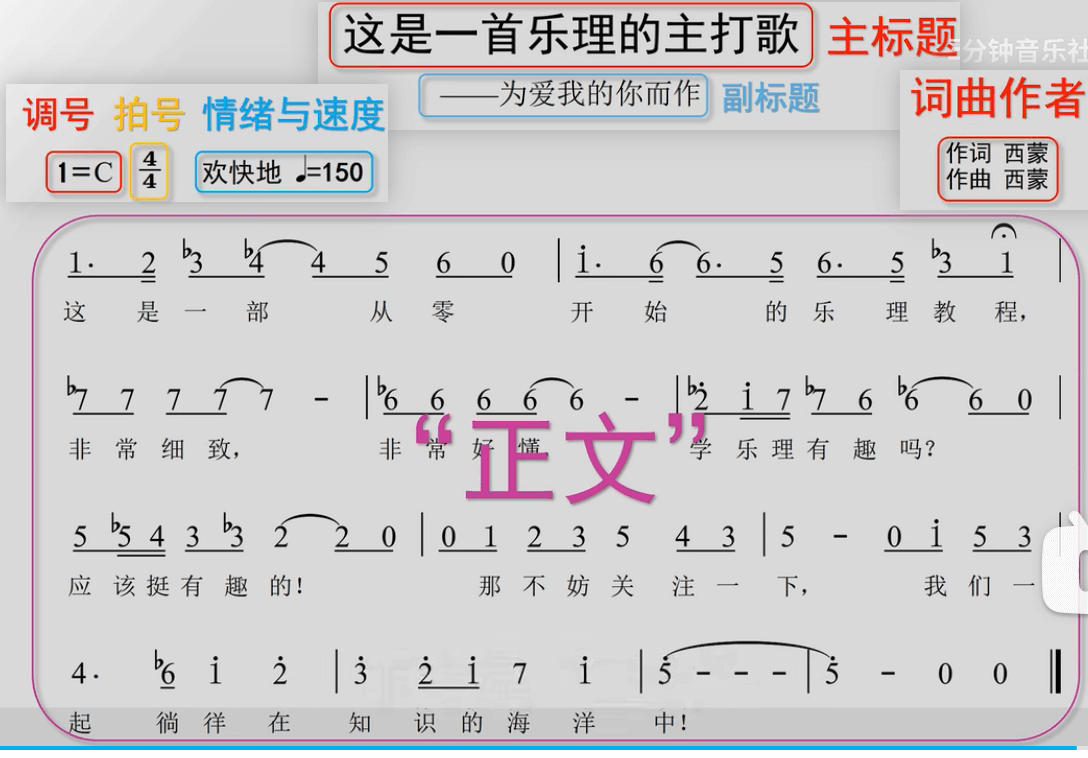 这是一首乐理的主打歌 主标题
分钟音乐社
——为爱我的你而作 副标题
调号 拍号 情绪与速度
词曲作者
1=C 4/4 欢快地 ♩=150
作词 西蒙
作曲 西蒙
1· 2 ♭3 ♭4 4 5 6 0 | i· 6 6· 5 6· 5 ♭3 1 |
这 是 一 部 从 零 开 始 的 乐 理 教 程,
♭7 7 7 7 7 - | ♭6 6 6 6 6 - | ♭2̇ i 7 ♭7 6 ♭6 6 0 |
非 常 细 致, 非 常 好 懂, 学 乐 理 有 趣 吗?
“正文”
5 ♭5 4 3 ♭3 2 2 0 | 0 1 2 3 5 4 3 | 5 - 0 i 5 3 |
应 该 挺 有 趣 的! 那 不 妨 关 注 一 下, 我 们 一
4· ♭6 i 2̇ | 3̇ 2̇ i 7 i | 5̇ - - - | 5̇ - 0 0 ‖
起 徜 徉 在 知 识 的 海 洋 中!